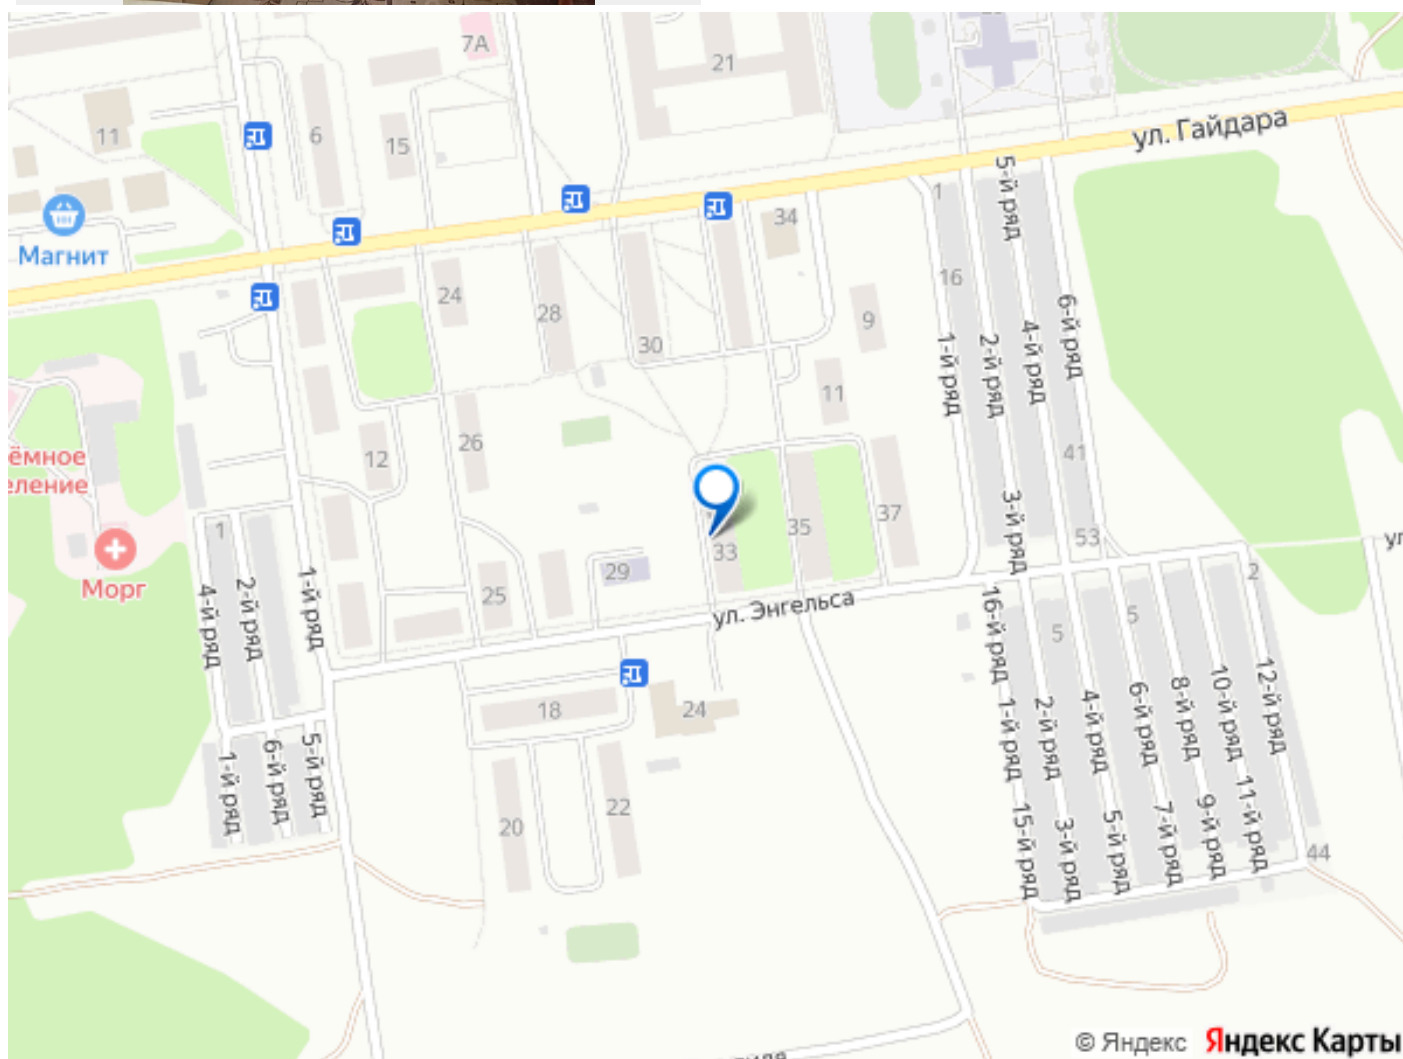 7А
21
11
6
15
ул. Гайдара
5-й ряд
1
34
Магнит
16
24
28
30
9
6-й ряд
4-й ряд
2-й ряд
1-й ряд
11
26
12
ёмное
еление
41
3-й ряд
37
35
33
53
1
ул
Морг
4-й ряд
2-й ряд
1-й ряд
29
25
ул. Энгельса
2
5
5
16-й ряд
18
24
1-й ряд
2-й ряд
4-й ряд
6-й ряд
8-й ряд
10-й ряд
12-й ряд
1-й ряд
6-й ряд
5-й ряд
20
22
15-й ряд
3-й ряд
5-й ряд
7-й ряд
9-й ряд
11-й ряд
44
© Яндекс Яндекс Карты